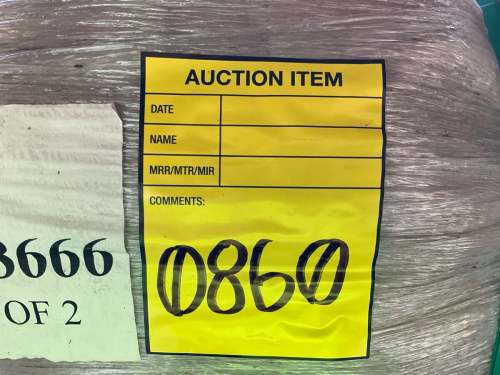 AUCTION ITEM
DATE
NAME
MRR/MTR/MIR
COMMENTS:
0860
3666
OF 2